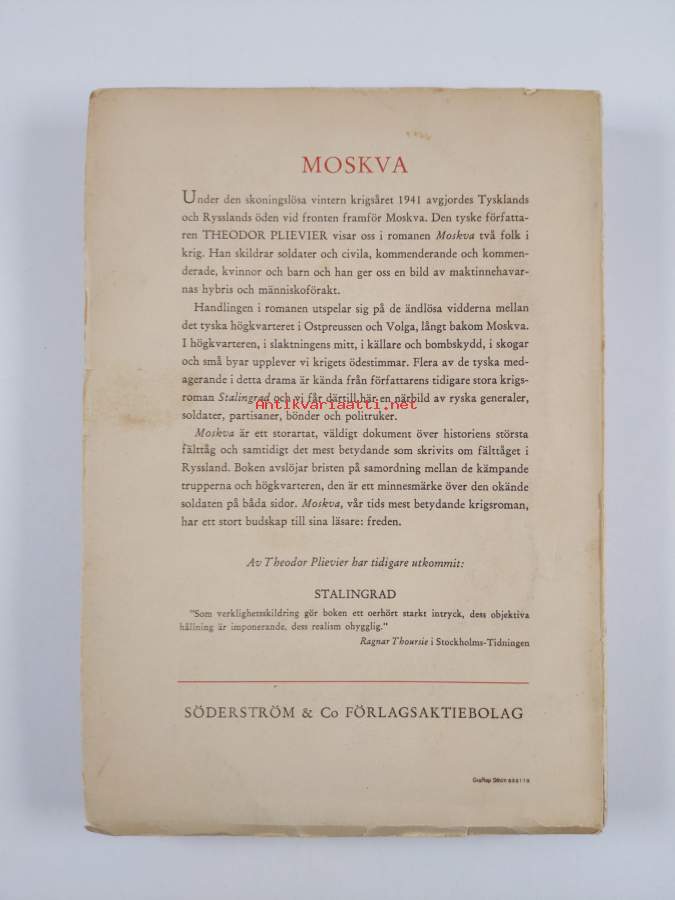 MOSKVA
Under den skoningslösa vintern krigsåret 1941 avgjordes Tysklands
och Rysslands öden vid fronten framför Moskva. Den tyske författa-
ren THEODOR PLIEVIER visar oss i romanen Moskva två folk i
krig. Han skildrar soldater och civila, kommenderande och kommen-
derade, kvinnor och barn och han ger oss en bild av maktinnehavar-
nas hybris och människoförakt.
Handlingen i romanen utspelar sig på de ändlösa vidderna mellan
det tyska högkvarteret i Ostpreussen och Volga, långt bakom Moskva.
I högkvarteren, i slaktningens mitt, i källare och bombskydd, i skogar
och små byar upplever vi krigets ödestimmar. Flera av de tyska med-
agerande i detta drama är kända från författarens tidigare stora krigs-
roman Stalingrad och vi får därtill här en närbild av ryska generaler,
Antikvariaatti.net
soldater, partisaner, bönder och politruker.
Moskva är ett storartat, väldigt dokument över historiens största
fälttåg och samtidigt det mest betydande som skrivits om fälttåget i
Ryssland. Boken avslöjar bristen på samordning mellan de kämpande
trupperna och högkvarteren, den är ett minnesmärke över den okände
soldaten på båda sidor. Moskva, vår tids mest betydande krigsroman,
har ett stort budskap till sina läsare: freden.
Av Theodor Plievier har tidigare utkommit:
STALINGRAD
"Som verklighetsskildring gör boken ett oerhört starkt intryck, dess objektiva
hållning är imponerande, dess realism ohygglig."
Ragnar Thoursie i Stockholms-Tidningen
SÖDERSTRÖM & Co FÖRLAGSAKTIEBOLAG